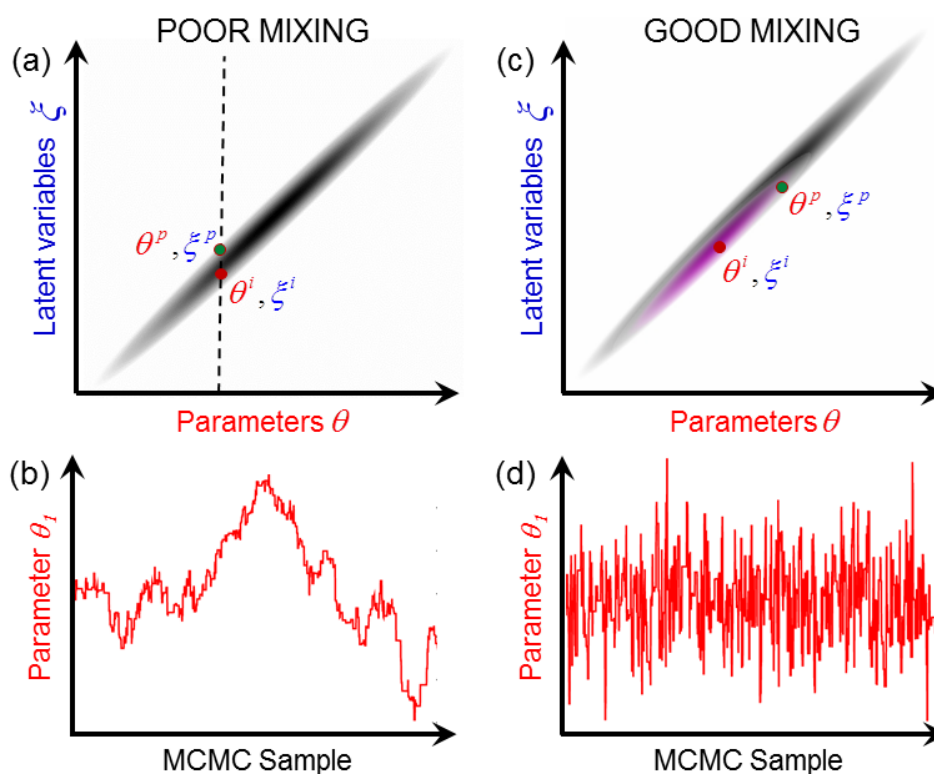 POOR MIXING
(a)
Latent variables ξ
θᵖ, ξᵖ
θⁱ, ξⁱ
Parameters θ
GOOD MIXING
(c)
Latent variables ξ
θᵖ, ξᵖ
θⁱ, ξⁱ
Parameters θ
(b)
Parameter θ₁
MCMC Sample
(d)
Parameter θ₁
MCMC Sample